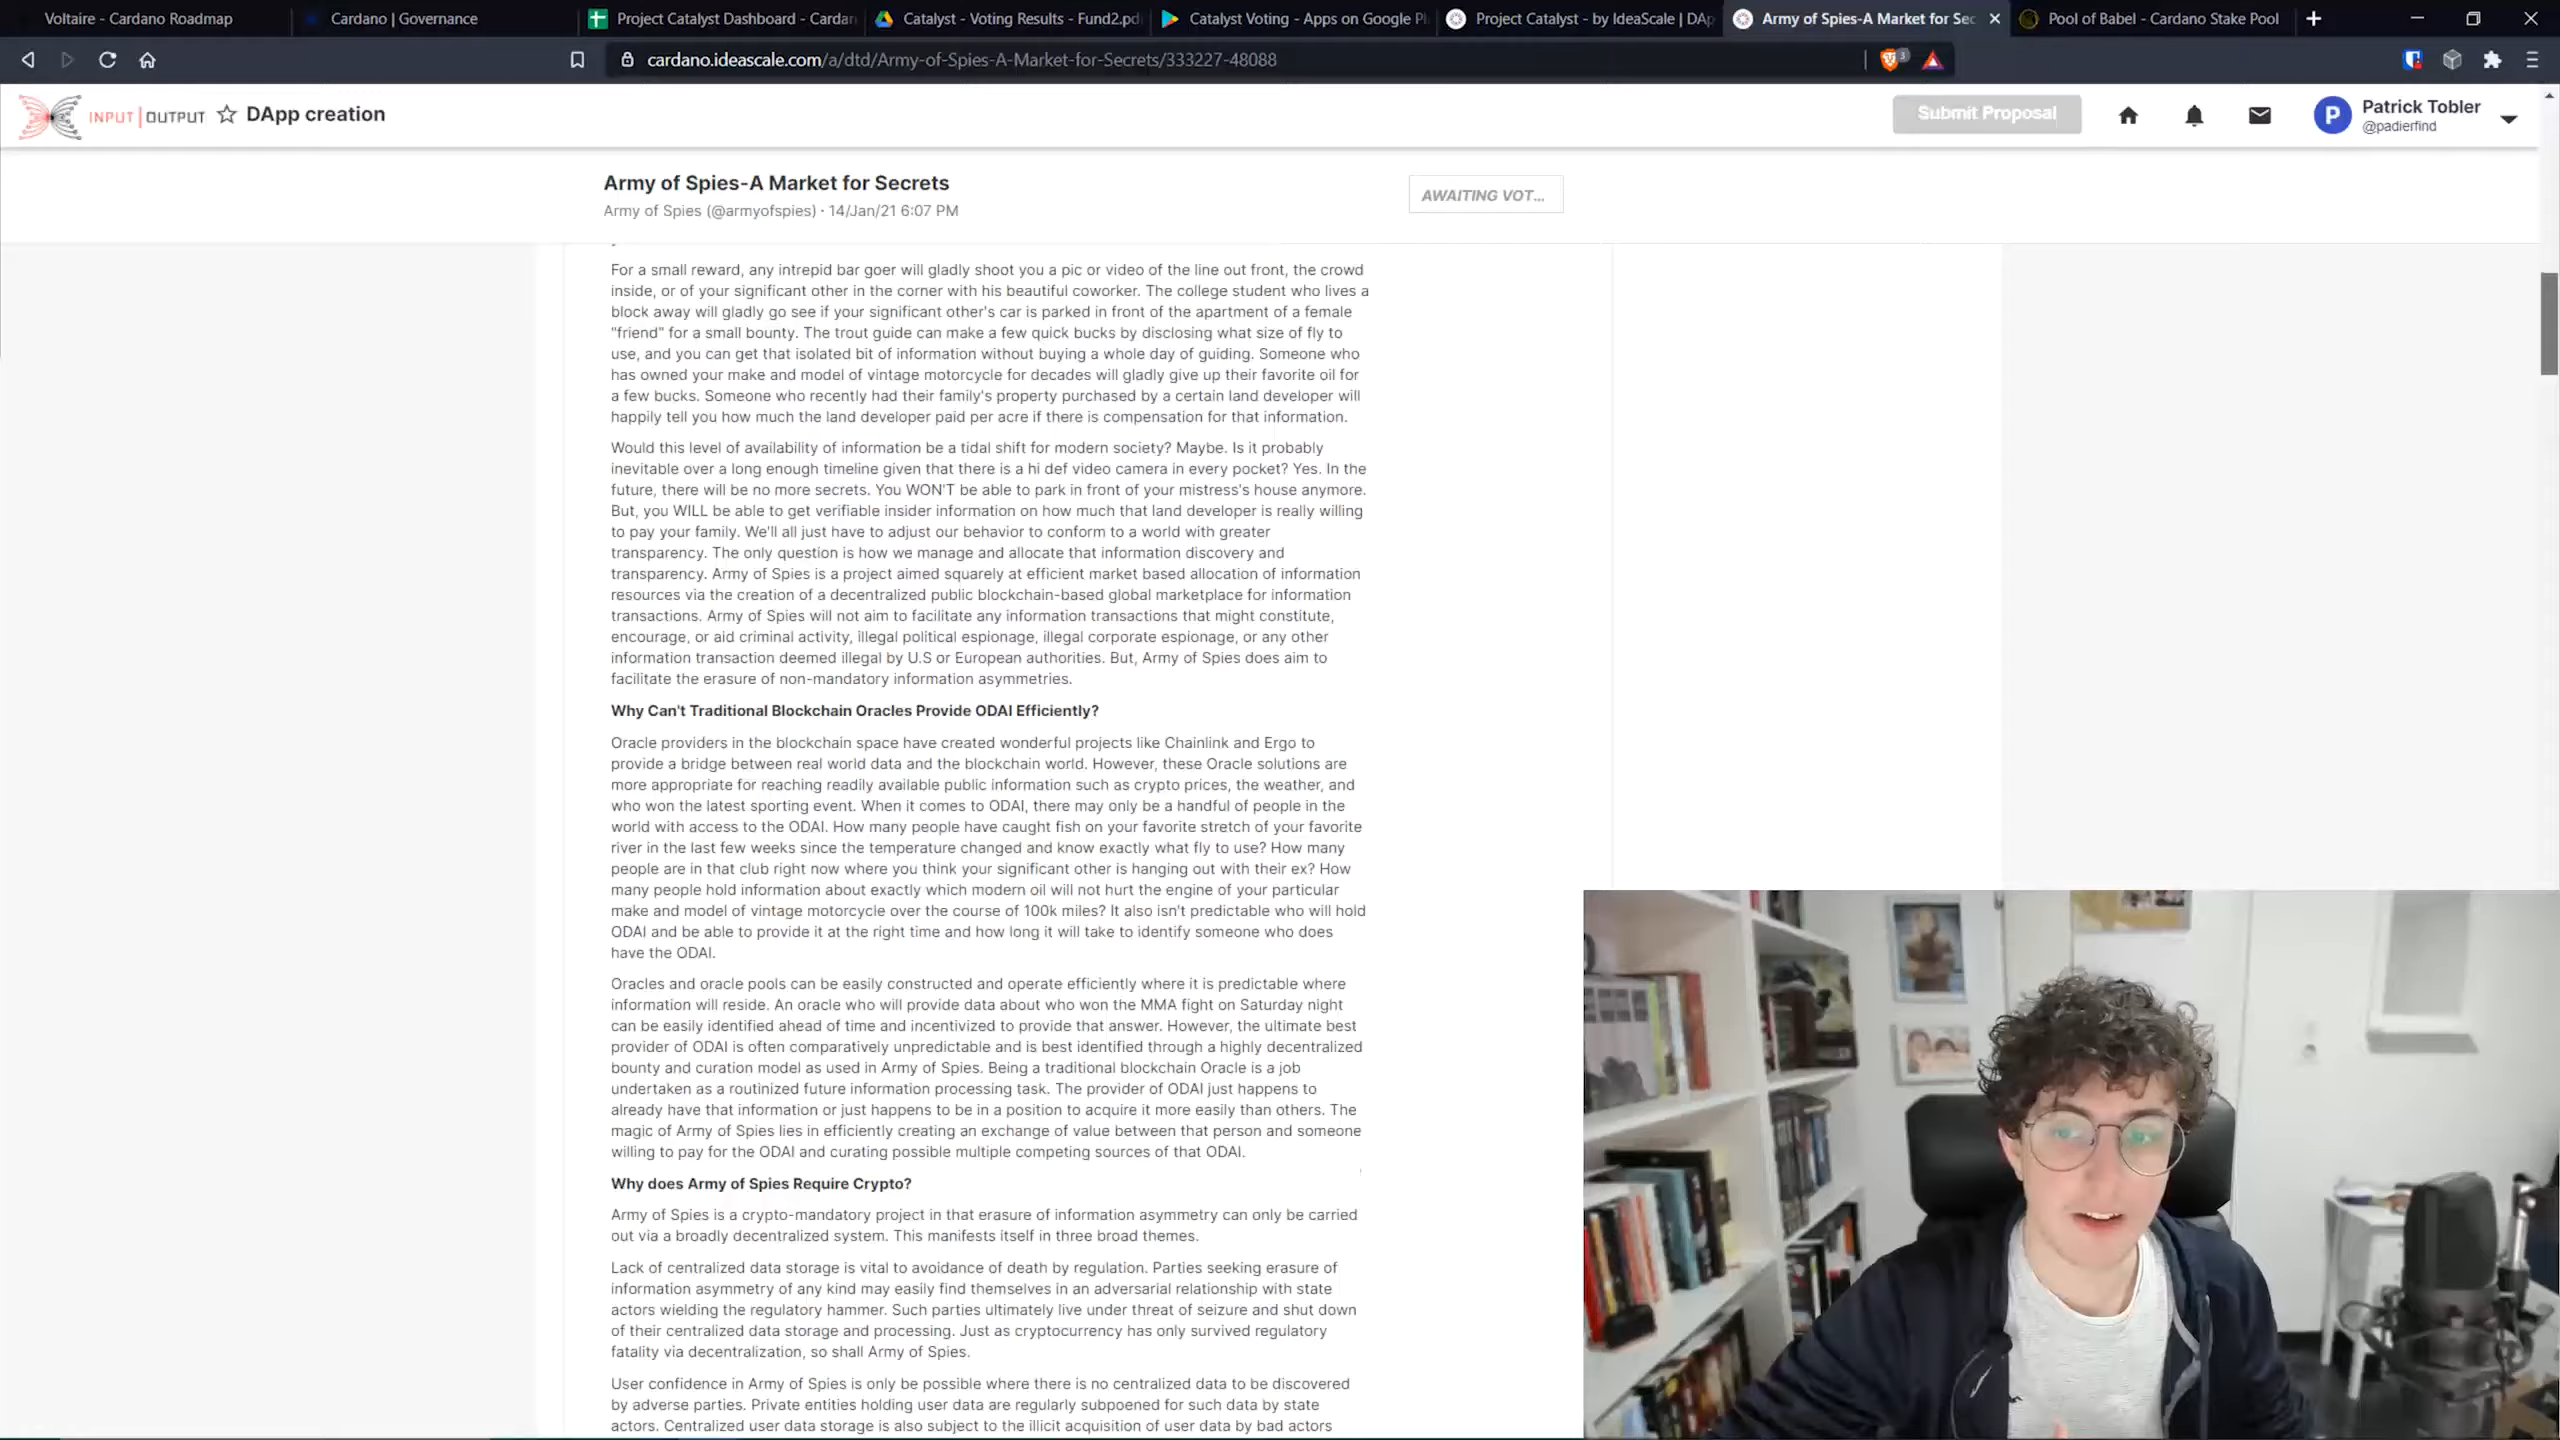 Voltaire - Cardano Roadmap
Cardano | Governance
Project Catalyst Dashboard - Cardan
Catalyst - Voting Results - Fund2.pd
Catalyst Voting - Apps on Google Pl
Project Catalyst - by IdeaScale | DAp
Army of Spies-A Market for Sec
Pool of Babel - Cardano Stake Pool
cardano.ideascale.com/a/dtd/Army-of-Spies-A-Market-for-Secrets/333227-48088
3
INPUT | OUTPUT
DApp creation
Submit Proposal
P
Patrick Tobler
@padierfind
Army of Spies-A Market for Secrets
Army of Spies (@armyofspies) · 14/Jan/21 6:07 PM
AWAITING VOT...
For a small reward, any intrepid bar goer will gladly shoot you a pic or video of the line out front, the crowd
inside, or of your significant other in the corner with his beautiful coworker. The college student who lives a
block away will gladly go see if your significant other's car is parked in front of the apartment of a female
"friend" for a small bounty. The trout guide can make a few quick bucks by disclosing what size of fly to
use, and you can get that isolated bit of information without buying a whole day of guiding. Someone who
has owned your make and model of vintage motorcycle for decades will gladly give up their favorite oil for
a few bucks. Someone who recently had their family's property purchased by a certain land developer will
happily tell you how much the land developer paid per acre if there is compensation for that information.
Would this level of availability of information be a tidal shift for modern society? Maybe. Is it probably
inevitable over a long enough timeline given that there is a hi def video camera in every pocket? Yes. In the
future, there will be no more secrets. You WON'T be able to park in front of your mistress's house anymore.
But, you WILL be able to get verifiable insider information on how much that land developer is really willing
to pay your family. We'll all just have to adjust our behavior to conform to a world with greater
transparency. The only question is how we manage and allocate that information discovery and
transparency. Army of Spies is a project aimed squarely at efficient market based allocation of information
resources via the creation of a decentralized public blockchain-based global marketplace for information
transactions. Army of Spies will not aim to facilitate any information transactions that might constitute,
encourage, or aid criminal activity, illegal political espionage, illegal corporate espionage, or any other
information transaction deemed illegal by U.S or European authorities. But, Army of Spies does aim to
facilitate the erasure of non-mandatory information asymmetries.
Why Can't Traditional Blockchain Oracles Provide ODAI Efficiently?
Oracle providers in the blockchain space have created wonderful projects like Chainlink and Ergo to
provide a bridge between real world data and the blockchain world. However, these Oracle solutions are
more appropriate for reaching readily available public information such as crypto prices, the weather, and
who won the latest sporting event. When it comes to ODAI, there may only be a handful of people in the
world with access to the ODAI. How many people have caught fish on your favorite stretch of your favorite
river in the last few weeks since the temperature changed and know exactly what fly to use? How many
people are in that club right now where you think your significant other is hanging out with their ex? How
many people hold information about exactly which modern oil will not hurt the engine of your particular
make and model of vintage motorcycle over the course of 100k miles? It also isn't predictable who will hold
ODAI and be able to provide it at the right time and how long it will take to identify someone who does
have the ODAI.
Oracles and oracle pools can be easily constructed and operate efficiently where it is predictable where
information will reside. An oracle who will provide data about who won the MMA fight on Saturday night
can be easily identified ahead of time and incentivized to provide that answer. However, the ultimate best
provider of ODAI is often comparatively unpredictable and is best identified through a highly decentralized
bounty and curation model as used in Army of Spies. Being a traditional blockchain Oracle is a job
undertaken as a routinized future information processing task. The provider of ODAI just happens to
already have that information or just happens to be in a position to acquire it more easily than others. The
magic of Army of Spies lies in efficiently creating an exchange of value between that person and someone
willing to pay for the ODAI and curating possible multiple competing sources of that ODAI.
Why does Army of Spies Require Crypto?
Army of Spies is a crypto-mandatory project in that erasure of information asymmetry can only be carried
out via a broadly decentralized system. This manifests itself in three broad themes.
Lack of centralized data storage is vital to avoidance of death by regulation. Parties seeking erasure of
information asymmetry of any kind may easily find themselves in an adversarial relationship with state
actors wielding the regulatory hammer. Such parties ultimately live under threat of seizure and shut down
of their centralized data storage and processing. Just as cryptocurrency has only survived regulatory
fatality via decentralization, so shall Army of Spies.
User confidence in Army of Spies is only be possible where there is no centralized data to be discovered
by adverse parties. Private entities holding user data are regularly subpoened for such data by state
actors. Centralized user data storage is also subject to the illicit acquisition of user data by bad actors